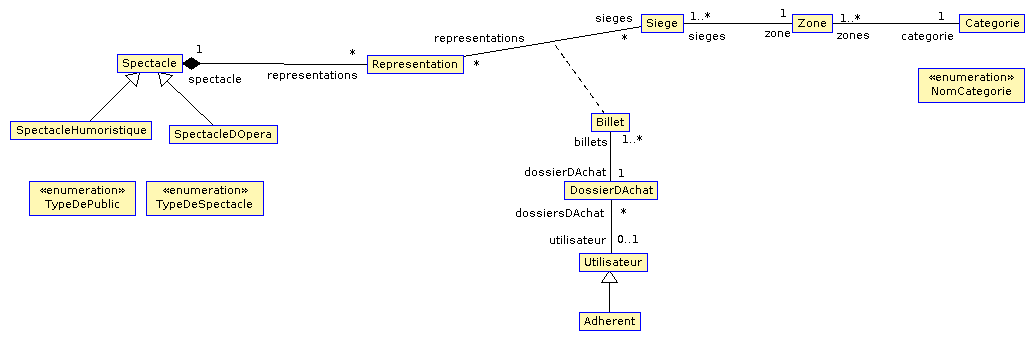 sieges
Siege
1..*
sieges
1
zone
Zone
1..*
zones
1
categorie
Categorie
representations
*
*
Spectacle
1
spectacle
*
representations
Representation
«enumeration»
NomCategorie
SpectacleHumoristique
SpectacleDOpera
Billet
billets
1..*
dossierDAchat
1
DossierDAchat
«enumeration»
TypeDePublic
«enumeration»
TypeDeSpectacle
dossiersDAchat
*
utilisateur
0..1
Utilisateur
Adherent